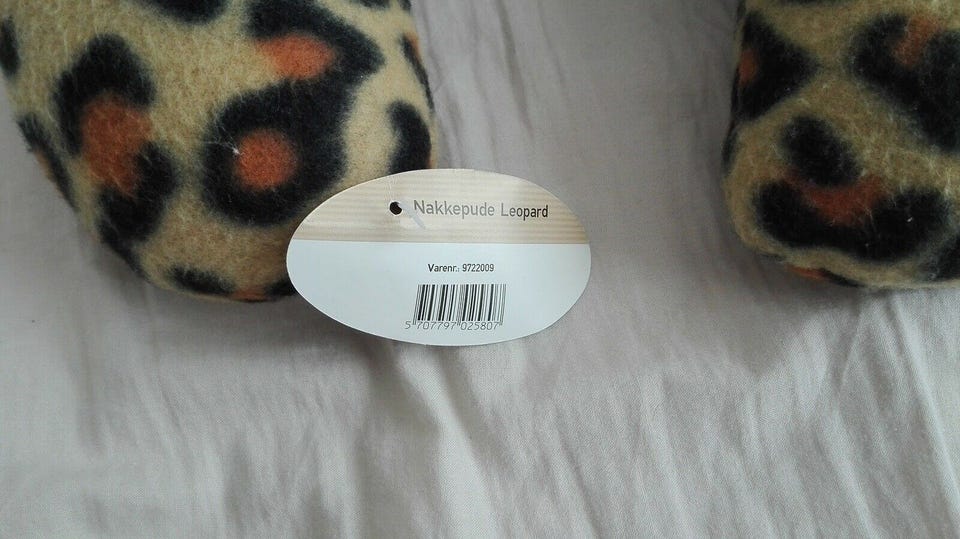 Nakkepude Leopard
Varenr.: 9722009
5 707797 025807